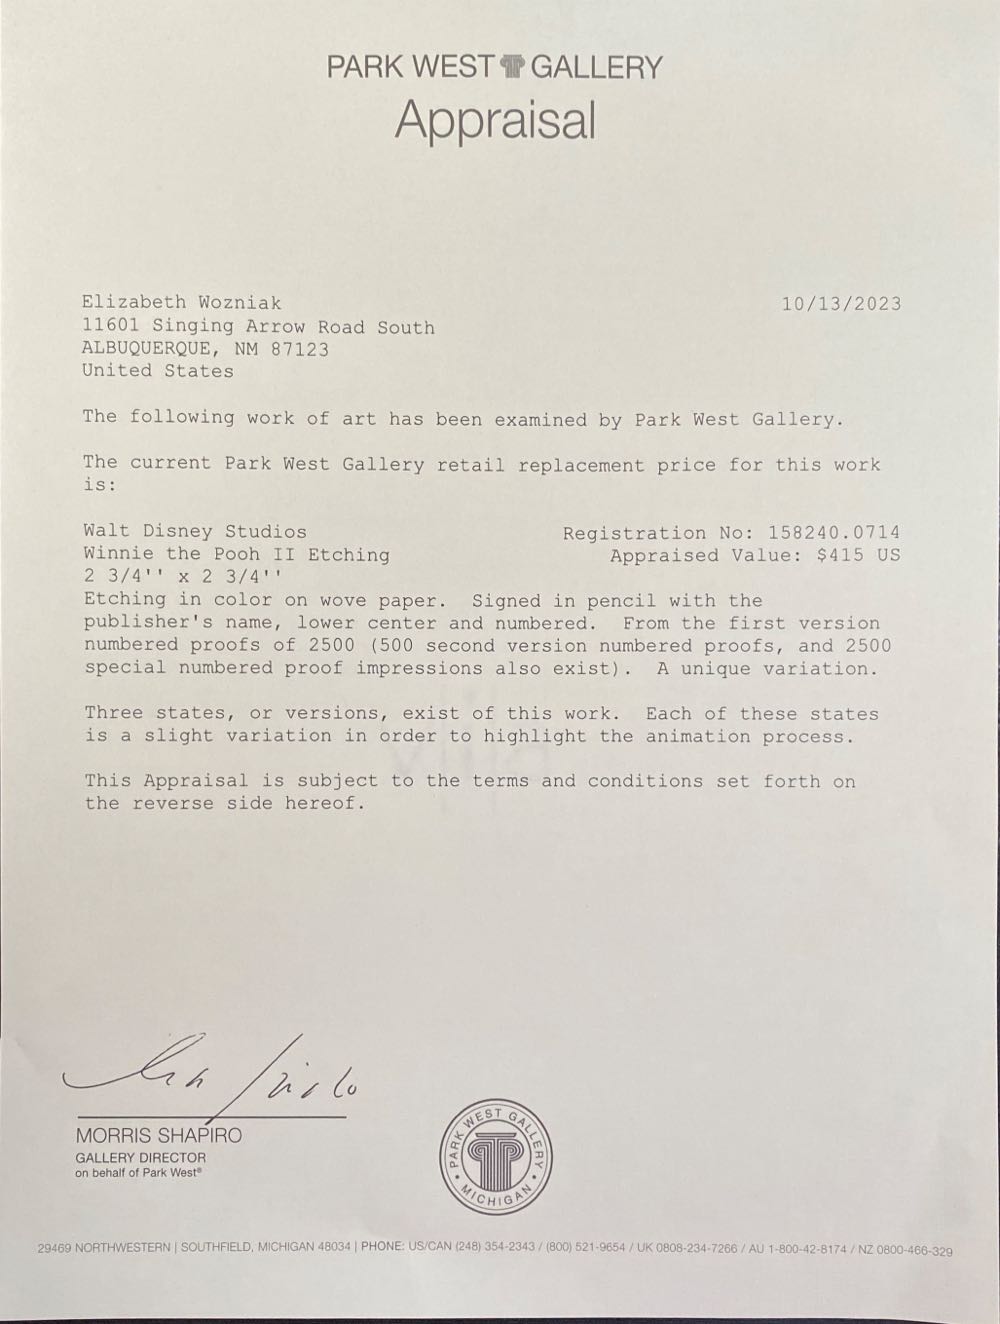 PARK WEST GALLERY
Appraisal
Elizabeth Wozniak 10/13/2023
11601 Singing Arrow Road South
ALBUQUERQUE, NM 87123
United States
The following work of art has been examined by Park West Gallery.
The current Park West Gallery retail replacement price for this work
is:
Walt Disney Studios Registration No: 158240.0714
Winnie the Pooh II Etching Appraised Value: $415 US
2 3/4'' x 2 3/4''
Etching in color on wove paper. Signed in pencil with the
publisher's name, lower center and numbered. From the first version
numbered proofs of 2500 (500 second version numbered proofs, and 2500
special numbered proof impressions also exist). A unique variation.
Three states, or versions, exist of this work. Each of these states
is a slight variation in order to highlight the animation process.
This Appraisal is subject to the terms and conditions set forth on
the reverse side hereof.
MORRIS SHAPIRO
GALLERY DIRECTOR
on behalf of Park West®
PARK WEST GALLERY
• MICHIGAN •
29469 NORTHWESTERN | SOUTHFIELD, MICHIGAN 48034 | PHONE: US/CAN (248) 354-2343 / (800) 521-9654 / UK 0808-234-7266 / AU 1-800-42-8174 / NZ 0800-466-329